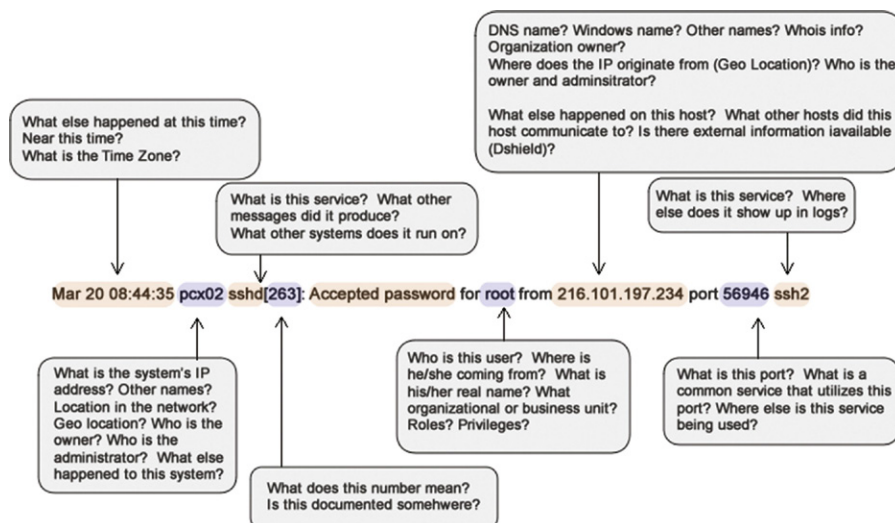 DNS name? Windows name? Other names? Whois info?
Organization owner?
Where does the IP originate from (Geo Location)? Who is the
owner and adminsitrator?
What else happened on this host? What other hosts did this
host communicate to? Is there external information iavailable
(Dshield)?
What else happened at this time?
Near this time?
What is the Time Zone?
What is this service? What other
messages did it produce?
What other systems does it run on?
What is this service? Where
else does it show up in logs?
Mar 20 08:44:35 pcx02 sshd[263]: Accepted password for root from 216.101.197.234 port 56946 ssh2
What is the system's IP
address? Other names?
Location in the network?
Geo location? Who is the
owner? Who is the
administrator? What else
happened to this system?
Who is this user? Where is
he/she coming from? What is
his/her real name? What
organizational or business unit?
Roles? Privileges?
What is this port? What is a
common service that utilizes this
port? Where else is this service
being used?
What does this number mean?
Is this documented somehwere?